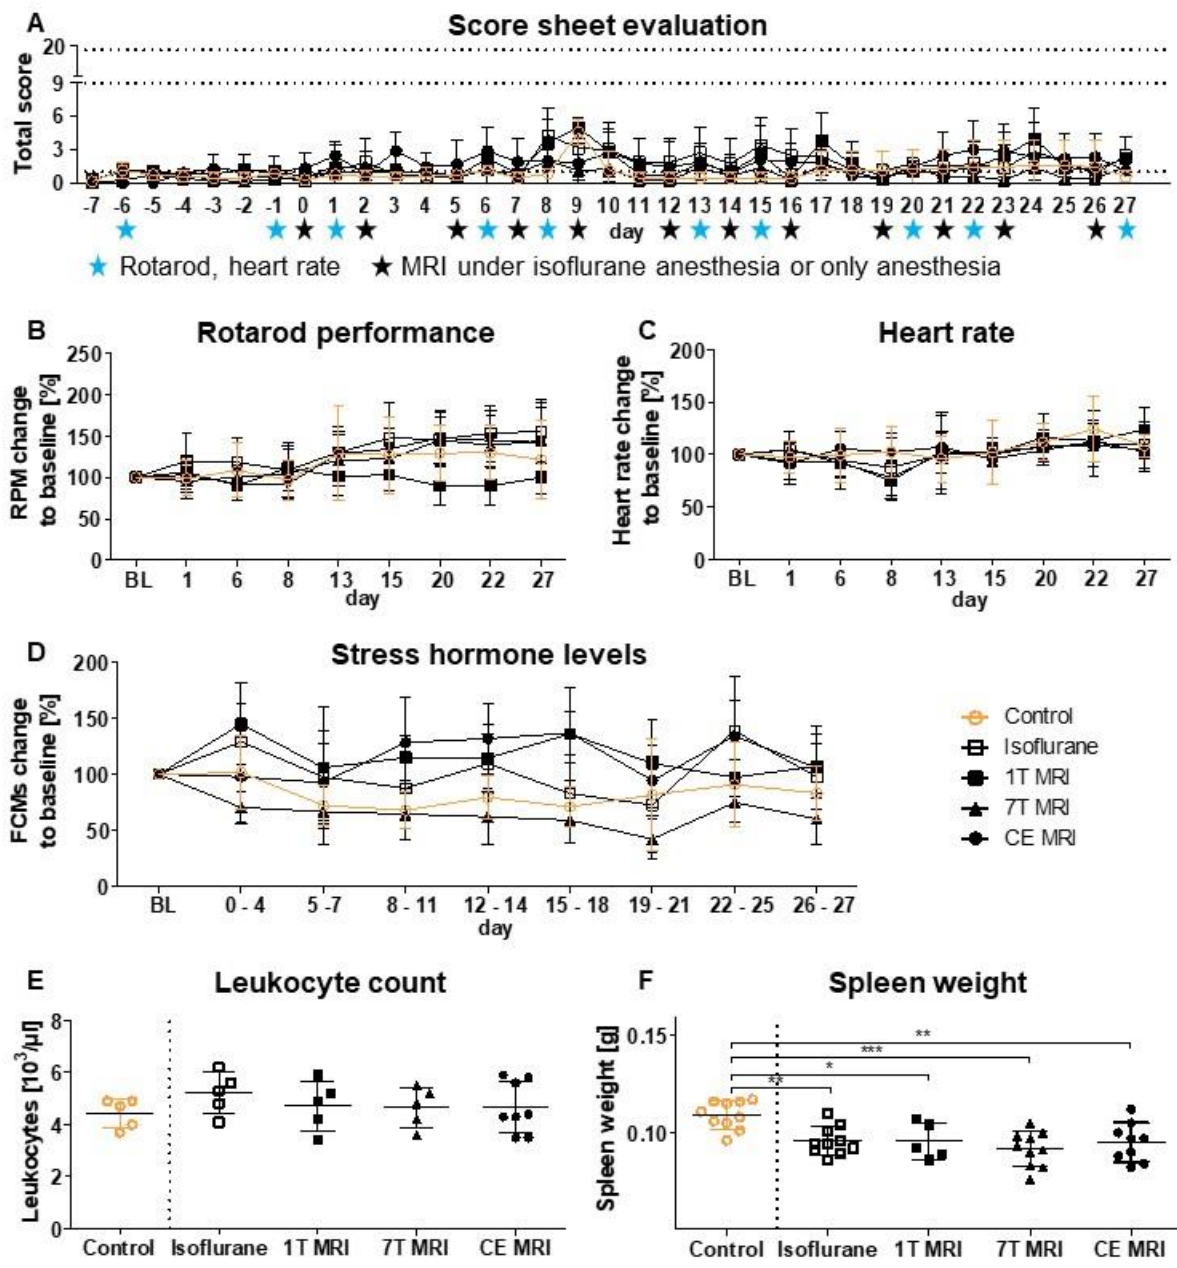 A
Score sheet evaluation
Total score
20
9
6
3
0
-7 -6 -5 -4 -3 -2 -1 0 1 2 3 4 5 6 7 8 9 10 11 12 13 14 15 16 17 18 19 20 21 22 23 24 25 26 27
day
Rotarod, heart rate
MRI under isoflurane anesthesia or only anesthesia
B
Rotarod performance
RPM change
to baseline [%]
250
200
150
100
50
0
BL 1 6 8 13 15 20 22 27
day
C
Heart rate
Heart rate change
to baseline [%]
200
150
100
50
0
BL 1 6 8 13 15 20 22 27
day
D
Stress hormone levels
FCMs change
to baseline [%]
200
150
100
50
0
BL 0 - 4 5 -7 8 - 11 12 - 14 15 - 18 19 - 21 22 - 25 26 - 27
day
Control
Isoflurane
1T MRI
7T MRI
CE MRI
E
Leukocyte count
Leukocytes [10³/µl]
8
6
4
2
0
Control Isoflurane 1T MRI 7T MRI CE MRI
F
Spleen weight
Spleen weight [g]
0.15
0.10
**
***
*
**
Control Isoflurane 1T MRI 7T MRI CE MRI